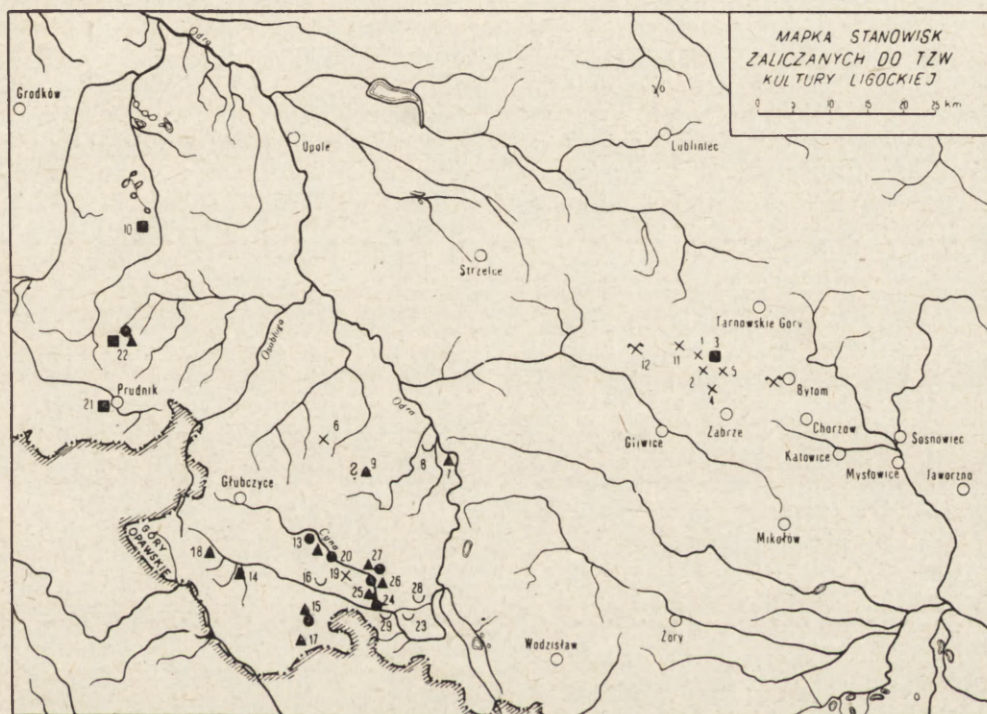 MAPKA STANOWISK
ZALICZANYCH DO TZW
KULTURY LIGOCKIEJ
0 5 10 15 20 25 km
Odra
Grodków
Opole
Lubliniec
10
Strzelce
Osobłoga
Tarnowskie Góry
22
12
11
1
3
2
5
4
Bytom
Prudnik
21
Odra
6
Gliwice
Zabrze
Chorzów
Sosnowiec
Katowice
Mysłowice
Jaworzno
8
7
? 9
Głubczyce
Mikołów
GÓRY
OPAWSKIE
Cyna
13
20
18
27
14
16
19
26
25
28
24
15
29
23
17
Żory
Wodzisław